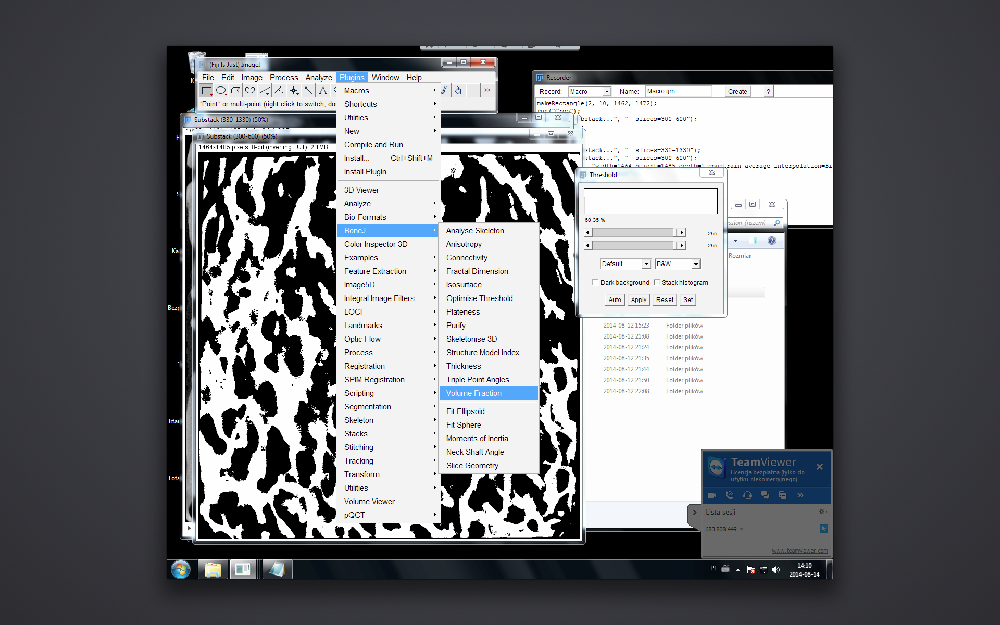 (Fiji Is Just) ImageJ
File Edit Image Process Analyze Plugins Window Help
*Point* or multi-point (right click to switch; dou
Macros
Shortcuts
Utilities
New
Compile and Run...
Install... Ctrl+Shift+M
Install PlugIn...
3D Viewer
Analyze
Bio-Formats
BoneJ
Color Inspector 3D
Examples
Feature Extraction
Image5D
Integral Image Filters
LOCI
Landmarks
Optic Flow
Process
Registration
SPIM Registration
Scripting
Segmentation
Skeleton
Stacks
Stitching
Tracking
Transform
Utilities
Volume Viewer
pQCT
Analyse Skeleton
Anisotropy
Connectivity
Fractal Dimension
Isosurface
Optimise Threshold
Plateness
Purify
Skeletonise 3D
Structure Model Index
Thickness
Triple Point Angles
Volume Fraction
Fit Ellipsoid
Fit Sphere
Moments of Inertia
Neck Shaft Angle
Slice Geometry
Substack (330-1330) (50%)
Substack (300-600) (50%)
1464x1485 pixels; 8-bit (inverting LUT); 2.1MB
Recorder
Record: Macro Name: Macro.ijm Create ?
makeRectangle(2, 10, 1462, 1472);
run("Crop");
bstack...", " slices=300-600");
stack...", " slices=330-1330");
stack...", " slices=300-600");
"width=1464 height=1485 depth=1 constrain average interpolation=Bil
Threshold
60.35 %
255
255
Default B&W
Dark background Stack histogram
Auto Apply Reset Set
ession_(razem)
Rozmiar
2014-08-12 15:23 Folder plików
2014-08-12 21:08 Folder plików
2014-08-12 21:24 Folder plików
2014-08-12 21:35 Folder plików
2014-08-12 21:44 Folder plików
2014-08-12 21:50 Folder plików
2014-08-12 22:08 Folder plików
K
F
S
Ka
Bezp
Irfan
Tota
TeamViewer
Licencja bezpłatna (tylko do
użytku niekomercyjnego)
Lista sesji
683 808 449
www.teamviewer.com
PL
14:10
2014-08-14